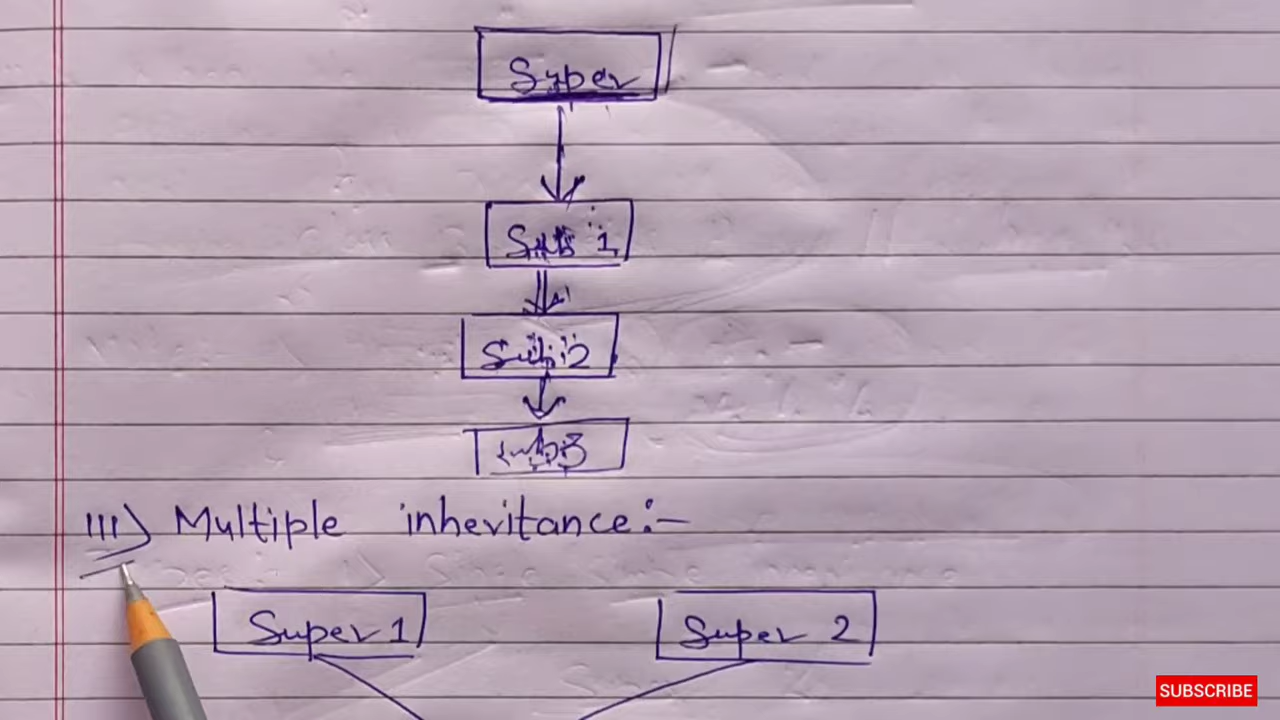 Super
Sub 1
Sub 2
Sub 3
III) Multiple inheritance:-
Super 1 Super 2
SUBSCRIBE